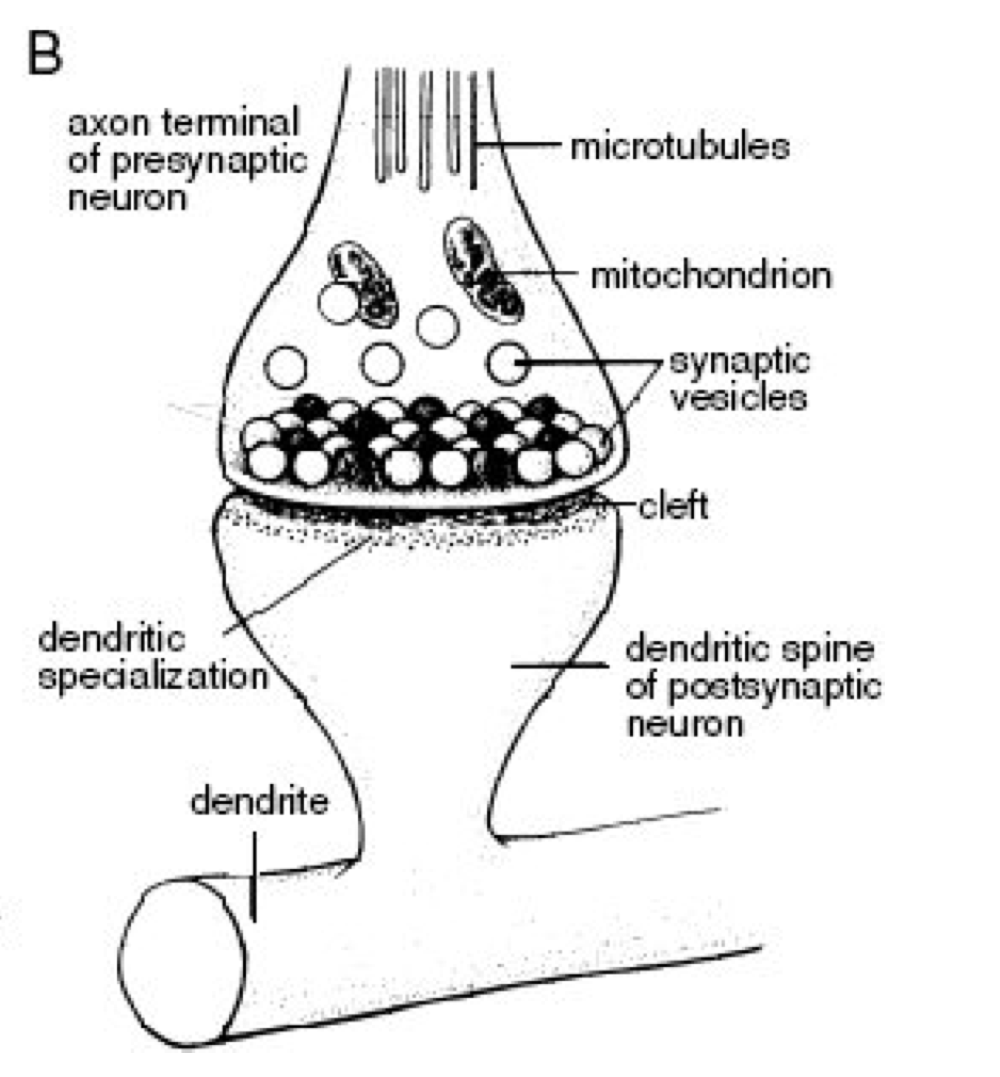 B
axon terminal
of presynaptic
neuron
microtubules
mitochondrion
synaptic
vesicles
cleft
dendritic
specialization
dendritic spine
of postsynaptic
neuron
dendrite